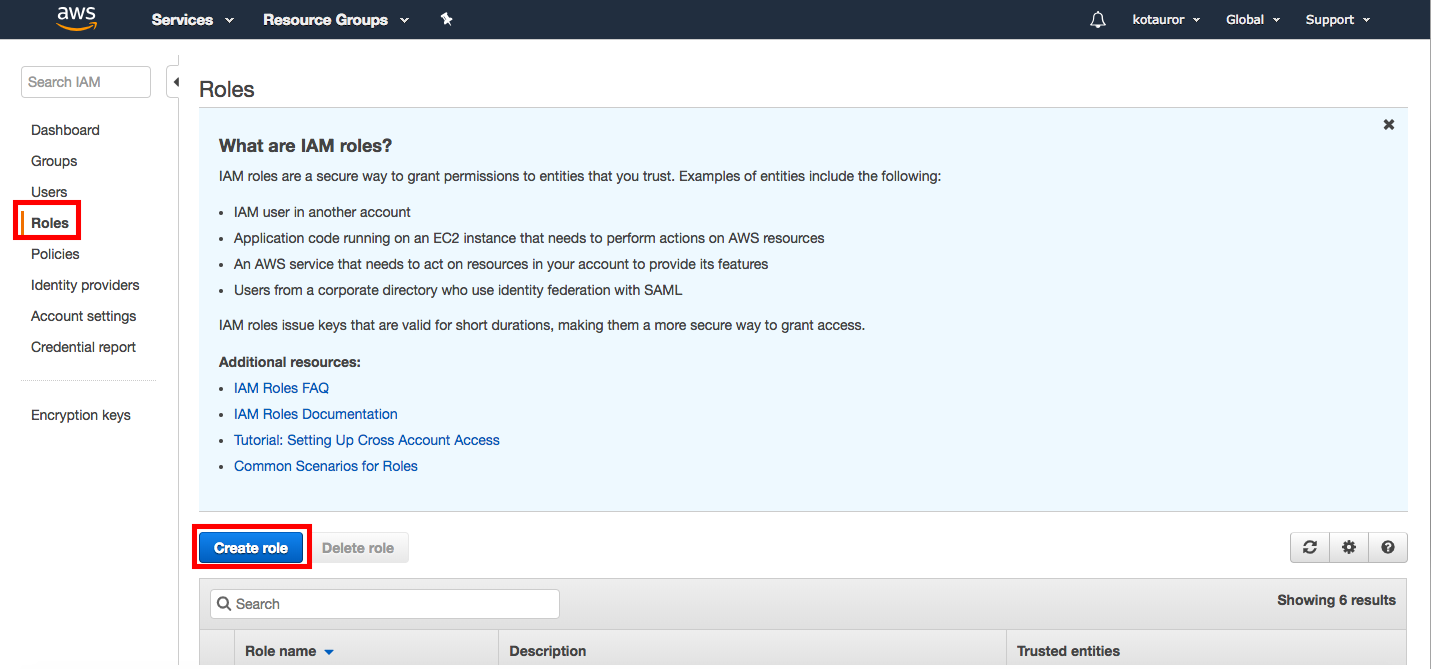 aws Services Resource Groups kotauror Global Support
Search IAM
Dashboard
Groups
Users
Roles
Policies
Identity providers
Account settings
Credential report
Encryption keys
Roles
What are IAM roles?
IAM roles are a secure way to grant permissions to entities that you trust. Examples of entities include the following:
• IAM user in another account
• Application code running on an EC2 instance that needs to perform actions on AWS resources
• An AWS service that needs to act on resources in your account to provide its features
• Users from a corporate directory who use identity federation with SAML
IAM roles issue keys that are valid for short durations, making them a more secure way to grant access.
Additional resources:
• IAM Roles FAQ
• IAM Roles Documentation
• Tutorial: Setting Up Cross Account Access
• Common Scenarios for Roles
Create role Delete role
Search Showing 6 results
Role name Description Trusted entities